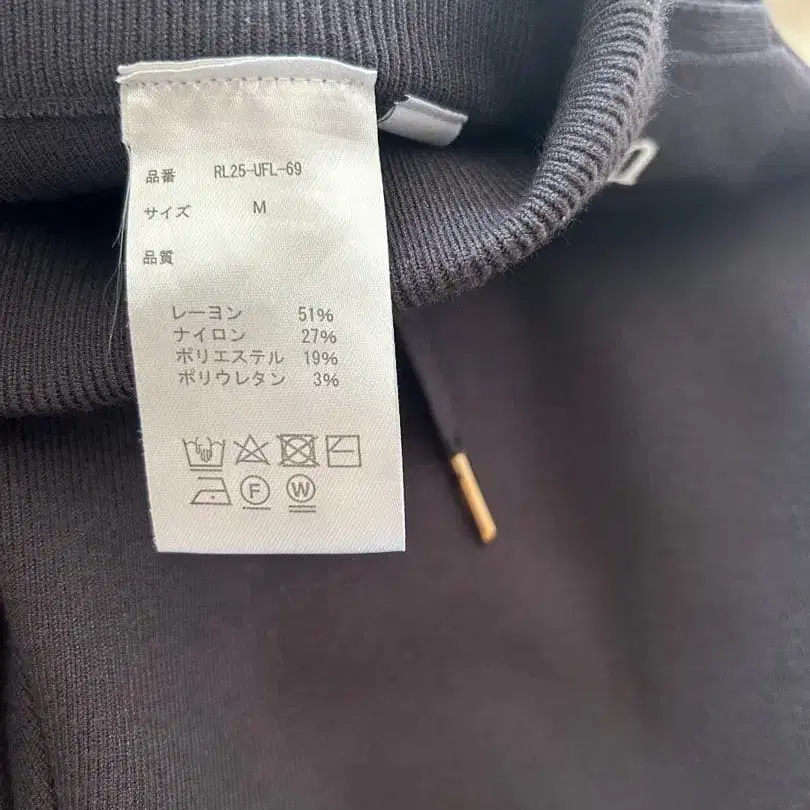 品番 RL25-UFL-69
サイズ M
品質
レーヨン 51%
ナイロン 27%
ポリエステル 19%
ポリウレタン 3%
F W